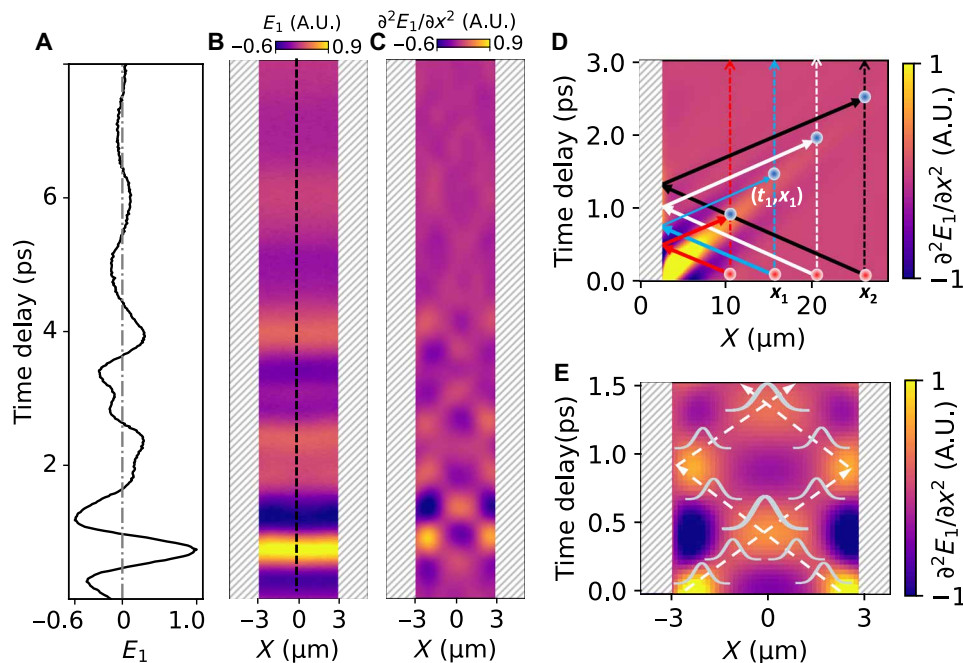 A
B
C
D
E
E₁ (A.U.)
−0.6 0.9
∂²E₁/∂x² (A.U.)
−0.6 0.9
Time delay (ps)
6
4
2
−0.6 0 1.0
E₁
−3 0 3
X (μm)
−3 0 3
X (μm)
Time delay (ps)
3.0
2.0
1.0
0.0
(t₁,x₁)
x₁ x₂
0 10 20
X (μm)
1
−1
∂²E₁/∂x² (A.U.)
Time delay(ps)
1.5
1.0
0.5
0.0
−3 0 3
X (μm)
1
−1
∂²E₁/∂x² (A.U.)